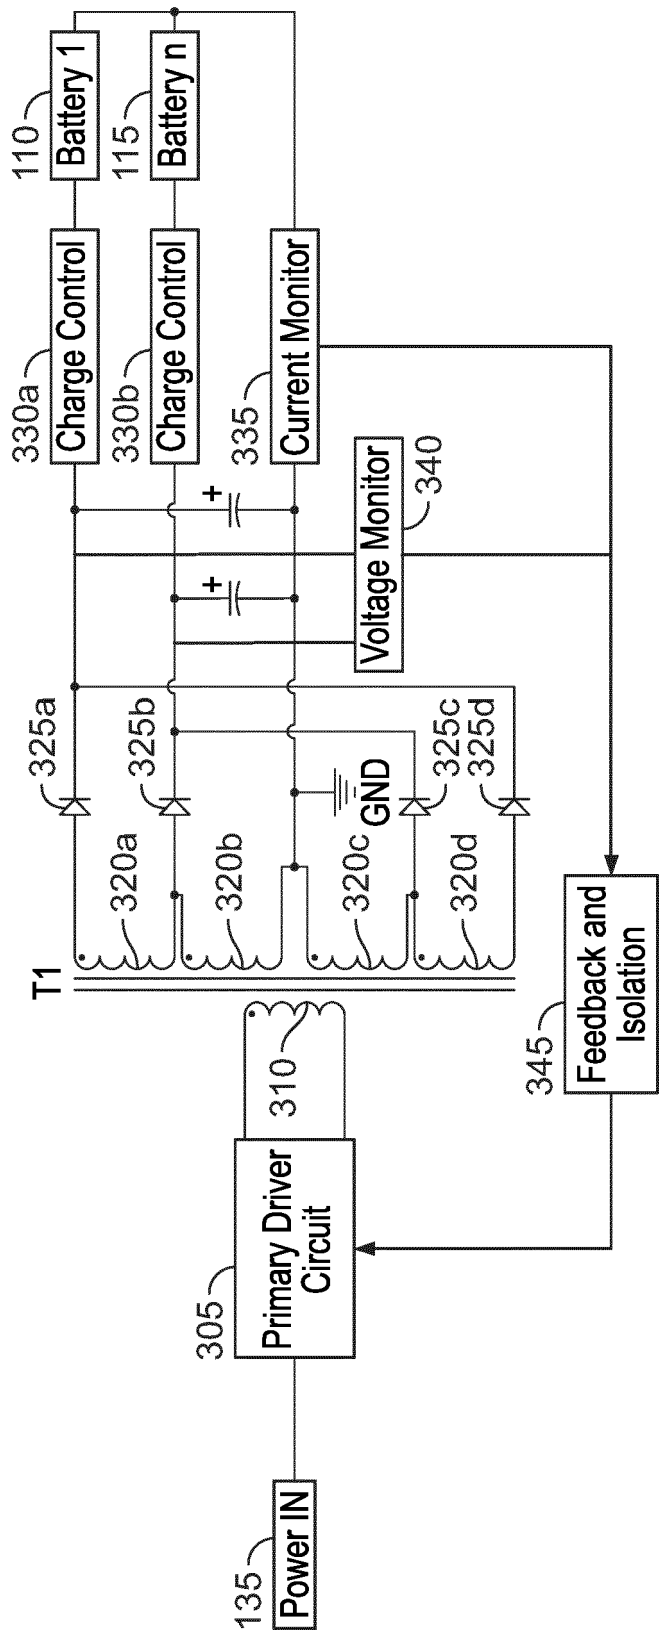 135
Power IN
305
Primary Driver
Circuit
310
T1
320a
320b
320c
320d
325a
325b
GND
325c
325d
+
+
330a
Charge Control
330b
Charge Control
335
Current Monitor
Voltage Monitor
340
110
Battery 1
115
Battery n
345
Feedback and
Isolation